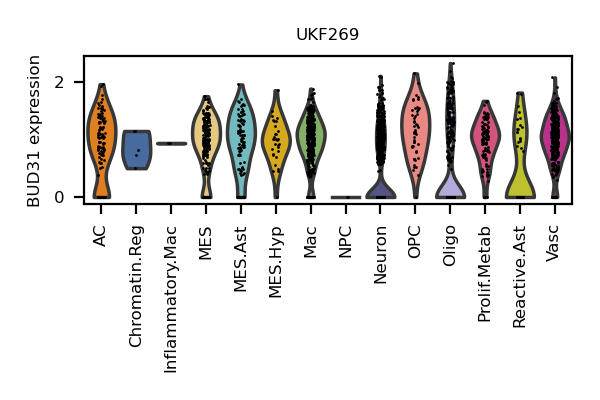 UKF269
BUD31 expression
2
0
AC
Chromatin.Reg
Inflammatory.Mac
MES
MES.Ast
MES.Hyp
Mac
NPC
Neuron
OPC
Oligo
Prolif.Metab
Reactive.Ast
Vasc